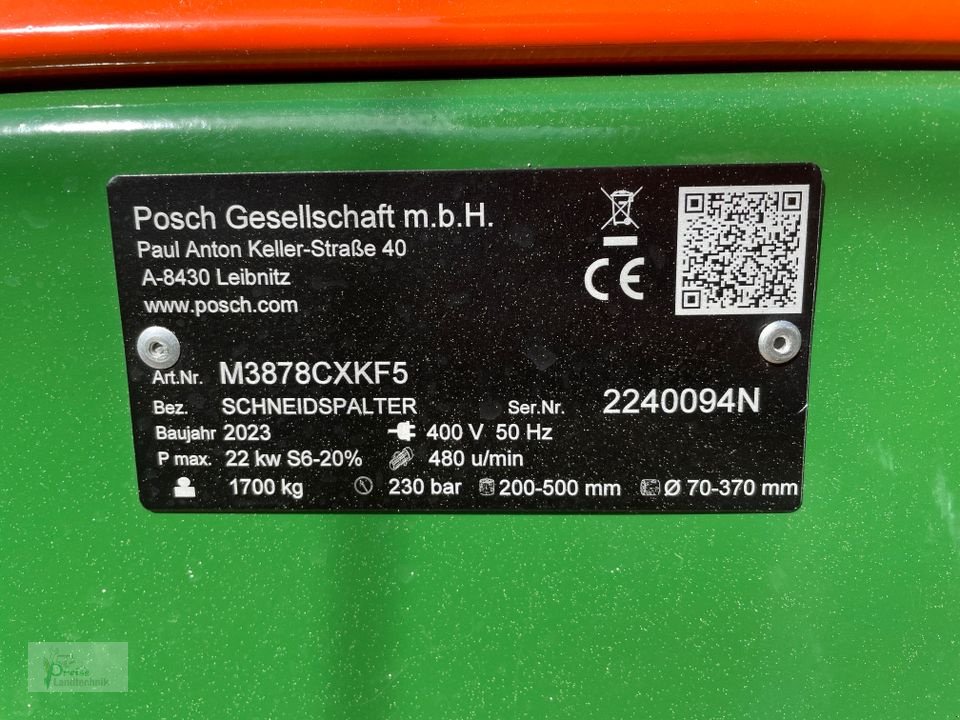 Posch Gesellschaft m.b.H.
Paul Anton Keller-Straße 40
A-8430 Leibnitz
www.posch.com
CE
Art.Nr. M3878CXKF5
Bez. SCHNEIDSPALTER Ser.Nr. 2240094N
Baujahr 2023 400 V 50 Hz
P max. 22 kw S6-20% 480 u/min
1700 kg 230 bar 200-500 mm Ø 70-370 mm
Preise
Landtechnik